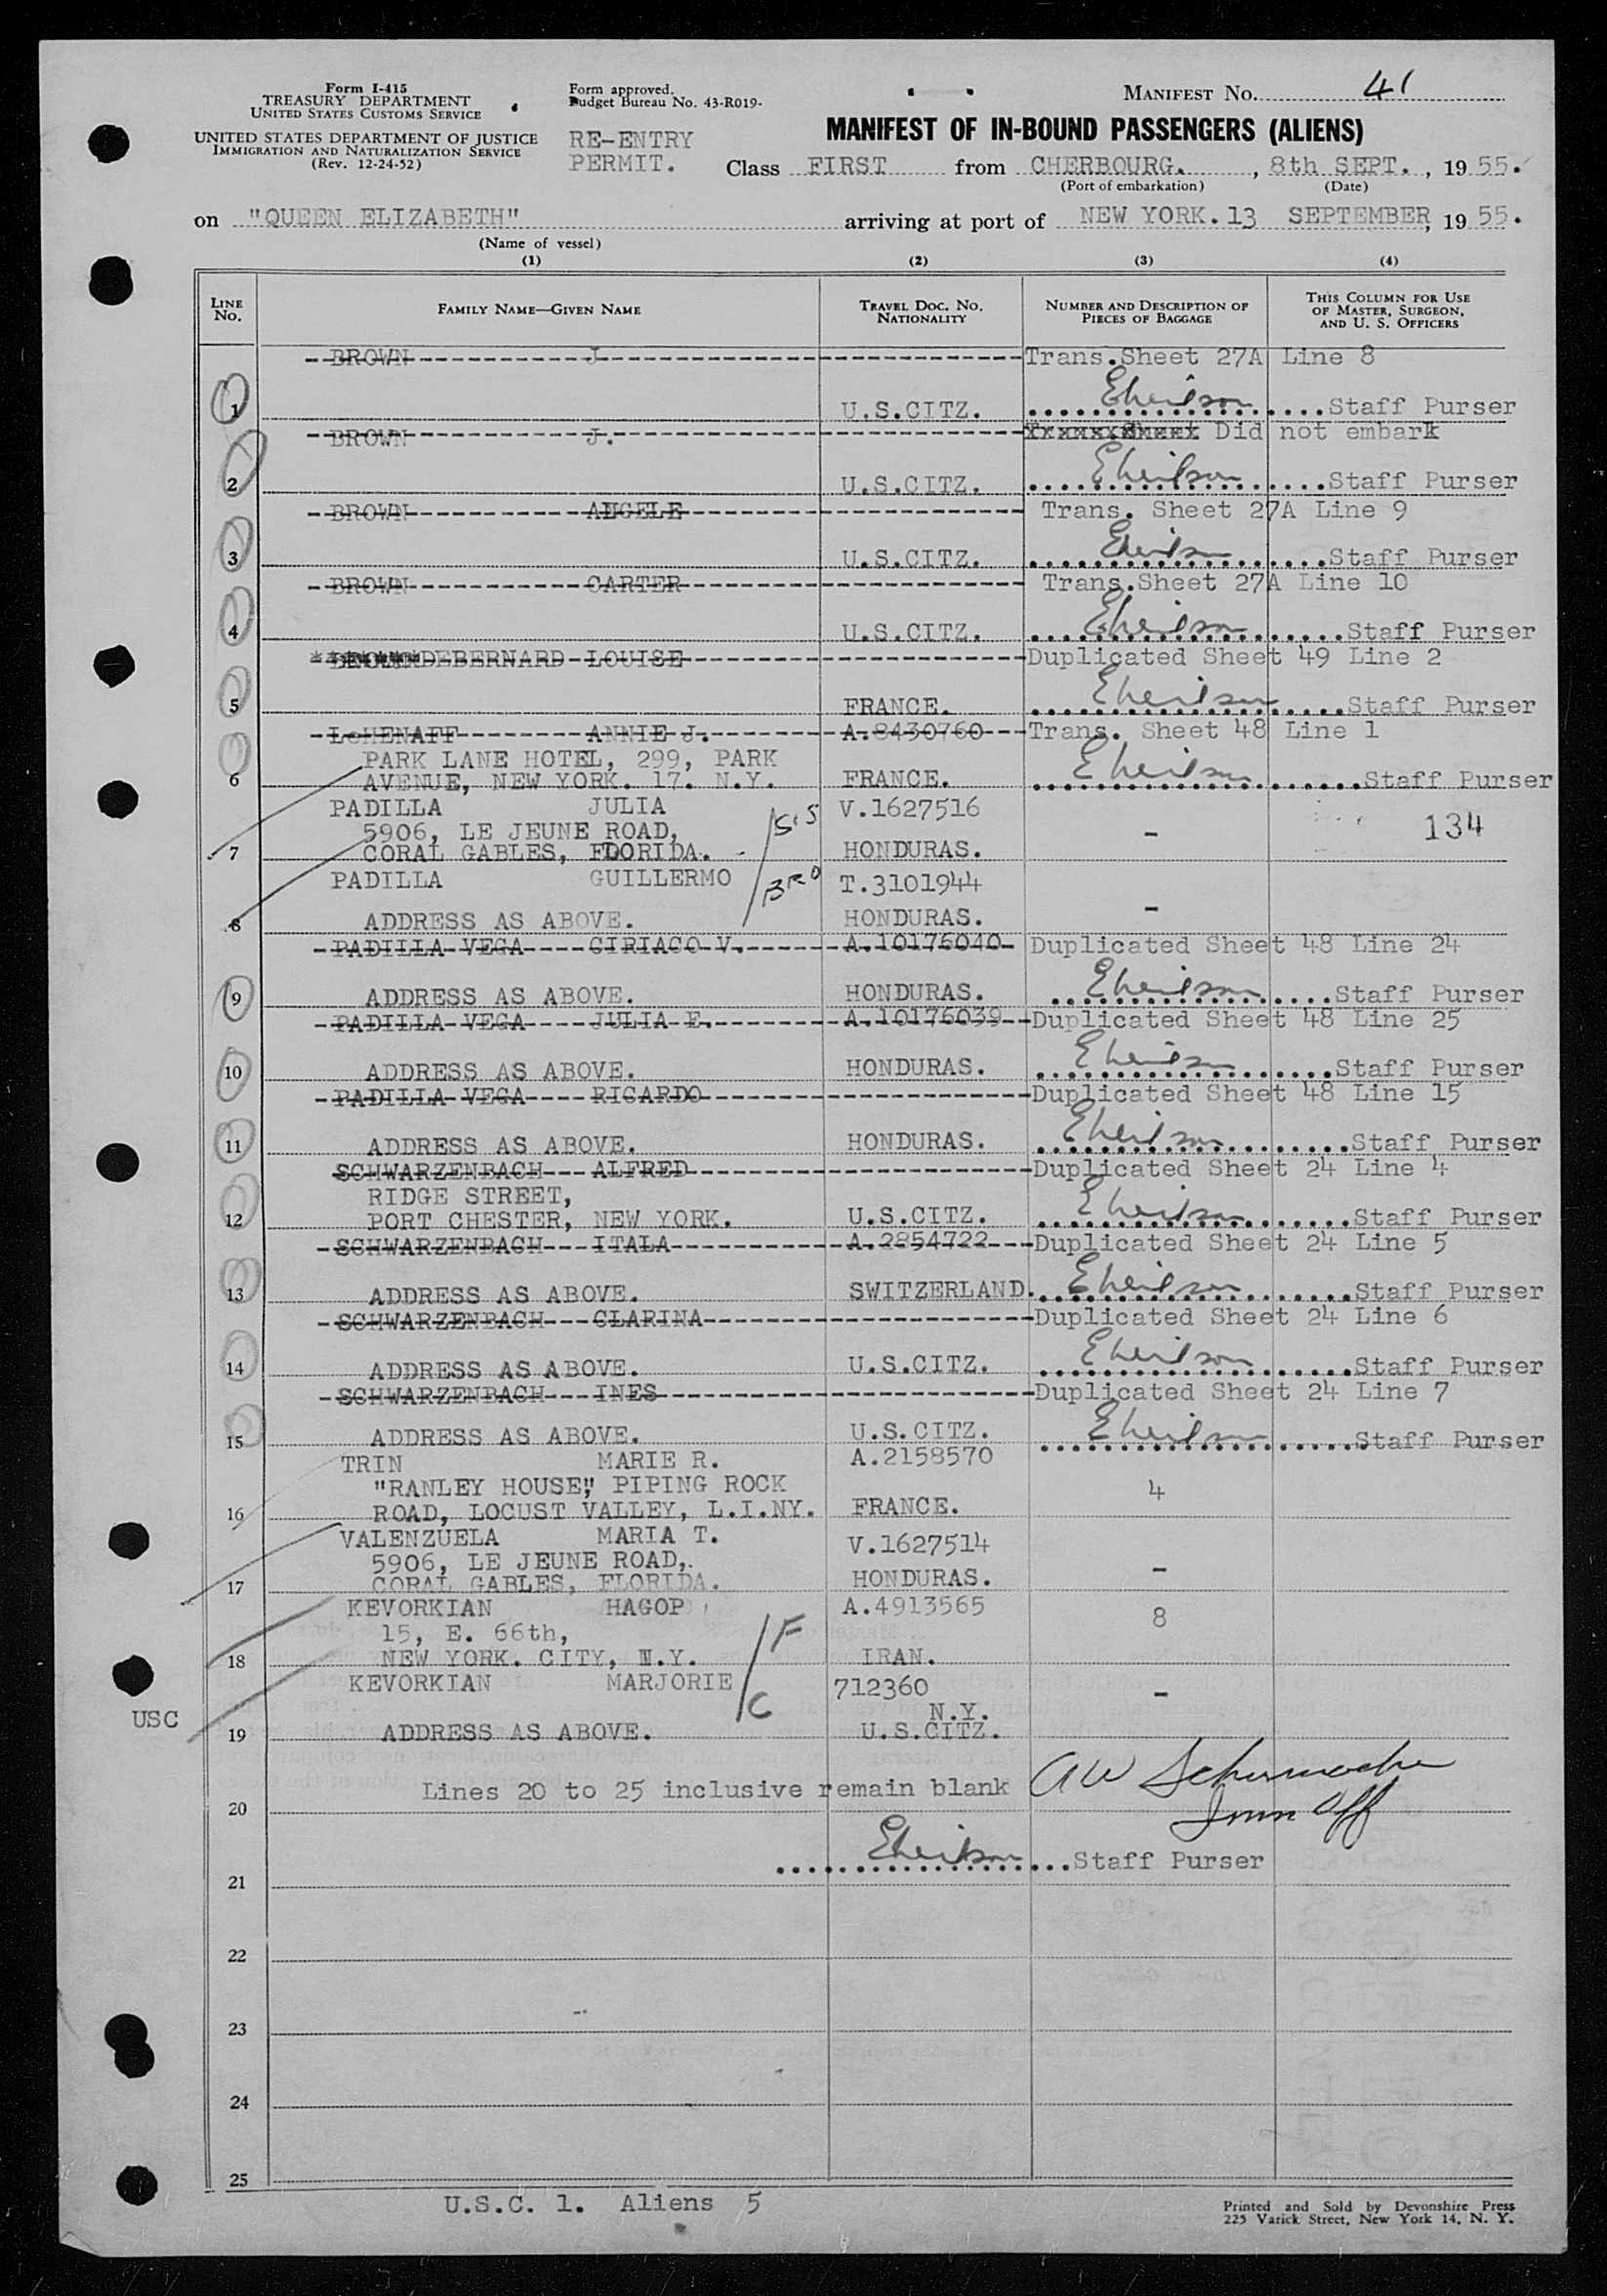 Form I-415
TREASURY DEPARTMENT
UNITED STATES CUSTOMS SERVICE
UNITED STATES DEPARTMENT OF JUSTICE
IMMIGRATION AND NATURALIZATION SERVICE
(Rev. 12-24-52)
Form approved.
Budget Bureau No. 43-R019-
RE-ENTRY
PERMIT.
MANIFEST NO. 41
MANIFEST OF IN-BOUND PASSENGERS (ALIENS)
Class FIRST from CHERBOURG. , 8th SEPT. , 19 55.
(Port of embarkation) (Date)
on "QUEEN ELIZABETH" arriving at port of NEW YORK. 13 SEPTEMBER, 19 55.
(Name of vessel)
(1) (2) (3) (4)
LINE NO. FAMILY NAME—GIVEN NAME TRAVEL DOC. NO. NATIONALITY NUMBER AND DESCRIPTION OF PIECES OF BAGGAGE THIS COLUMN FOR USE OF MASTER, SURGEON, AND U. S. OFFICERS
BROWN J Trans.Sheet 27A Line 8
1 U.S.CITZ. Staff Purser
BROWN J. Did not embark
2 U.S.CITZ. Staff Purser
BROWN ANGELE Trans. Sheet 27A Line 9
3 U.S.CITZ. Staff Purser
BROWN CARTER Trans.Sheet 27A Line 10
4 U.S.CITZ. Staff Purser
DEBERNARD LOUISE Duplicated Sheet 49 Line 2
5 FRANCE. Staff Purser
LeHENAFF ANNIE J. A.8430760 Trans. Sheet 48 Line 1
PARK LANE HOTEL, 299, PARK
6 AVENUE, NEW YORK. 17. N.Y. FRANCE. Staff Purser
PADILLA JULIA SIS V.1627516
5906, LE JEUNE ROAD, - 134
7 CORAL GABLES, FLORIDA. HONDURAS.
PADILLA GUILLERMO BRO T.3101944
8 ADDRESS AS ABOVE. HONDURAS. -
PADILLA VEGA CIRIACO V. A.10176040 Duplicated Sheet 48 Line 24
9 ADDRESS AS ABOVE. HONDURAS. Staff Purser
PADILLA VEGA JULIA E. A.10176039 Duplicated Sheet 48 Line 25
10 ADDRESS AS ABOVE. HONDURAS. Staff Purser
PADILLA VEGA RICARDO Duplicated Sheet 48 Line 15
11 ADDRESS AS ABOVE. HONDURAS. Staff Purser
SCHWARZENBACH ALFRED Duplicated Sheet 24 Line 4
RIDGE STREET,
12 PORT CHESTER, NEW YORK. U.S.CITZ. Staff Purser
SCHWARZENBACH ITALA A.2854722 Duplicated Sheet 24 Line 5
13 ADDRESS AS ABOVE. SWITZERLAND. Staff Purser
SCHWARZENBACH CLARINA Duplicated Sheet 24 Line 6
14 ADDRESS AS ABOVE. U.S.CITZ. Staff Purser
SCHWARZENBACH INES Duplicated Sheet 24 Line 7
15 ADDRESS AS ABOVE. U.S.CITZ. Staff Purser
TRIN MARIE R. A.2158570
"RANLEY HOUSE", PIPING ROCK 4
16 ROAD, LOCUST VALLEY, L.I.NY. FRANCE.
VALENZUELA MARIA T. V.1627514
5906, LE JEUNE ROAD, -
17 CORAL GABLES, FLORIDA. HONDURAS.
KEVORKIAN HAGOP A.4913565
15, E. 66th, F 8
18 NEW YORK. CITY, N.Y. IRAN.
KEVORKIAN MARJORIE C 712360 -
N.Y.
USC 19 ADDRESS AS ABOVE. U.S.CITZ.
Lines 20 to 25 inclusive remain blank AW Schumacher
20 Imm Off
21 Staff Purser
22
23
24
25
U.S.C. 1. Aliens 5
Printed and Sold by Devonshire Press
225 Varick Street, New York 14, N. Y.